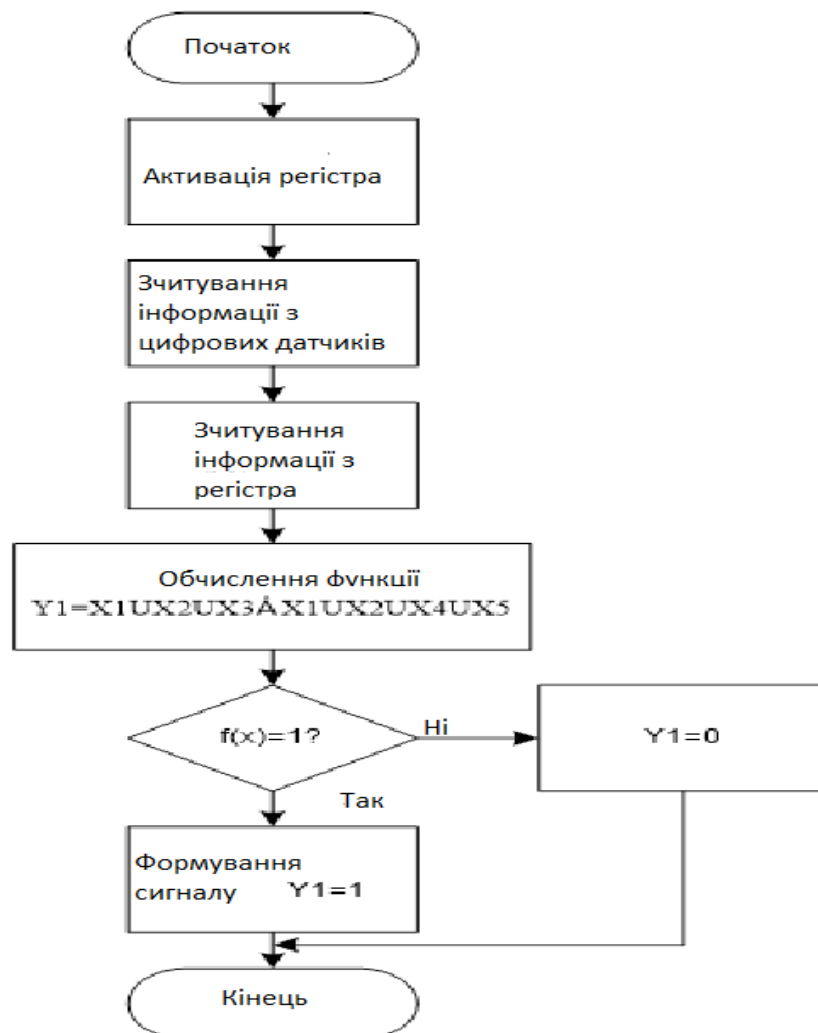 Початок
Активація регістра
Зчитування
інформації з
цифрових датчиків
Зчитування
інформації з
регістра
Обчислення функції
Y1=X1UX2UX3ÅX1UX2UX4UX5
f(x)=1?
Ні
Y1=0
Так
Формування
сигналу Y1=1
Кінець